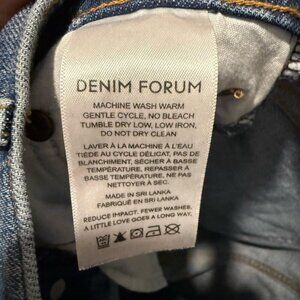 DENIM FORUM
MACHINE WASH WARM
GENTLE CYCLE, NO BLEACH
TUMBLE DRY LOW, LOW IRON,
DO NOT DRY CLEAN
LAVER À LA MACHINE À L'EAU
TIÈDE AU CYCLE DÉLICAT, PAS DE
BLANCHIMENT, SÉCHER À BASSE
TEMPÉRATURE, REPASSER À
BASSE TEMPÉRATURE, NE PAS
NETTOYER À SEC.
MADE IN SRI LANKA
FABRIQUÉ EN SRI LANKA
REDUCE IMPACT. FEWER WASHES,
A LITTLE LOVE GOES A LONG WAY.